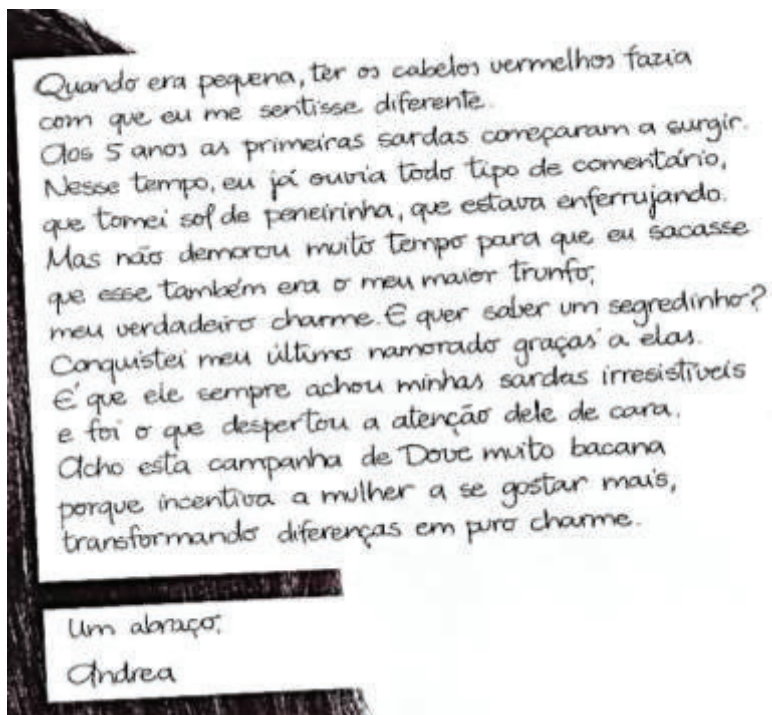 Quando era pequena, ter os cabelos vermelhos fazia
com que eu me sentisse diferente.
Aos 5 anos as primeiras sardas começaram a surgir.
Nesse tempo, eu já ouvia todo tipo de comentário,
que tomei sol de peneirinha, que estava enferrujando.
Mas não demorou muito tempo para que eu sacasse
que esse também era o meu maior trunfo,
meu verdadeiro charme. E quer saber um segredinho?
Conquistei meu último namorado graças a elas.
É que ele sempre achou minhas sardas irresistíveis
e foi o que despertou a atenção dele de cara.
Acho esta campanha de Dove muito bacana
porque incentiva a mulher a se gostar mais,
transformando diferenças em puro charme.
Um abraço,
Andrea